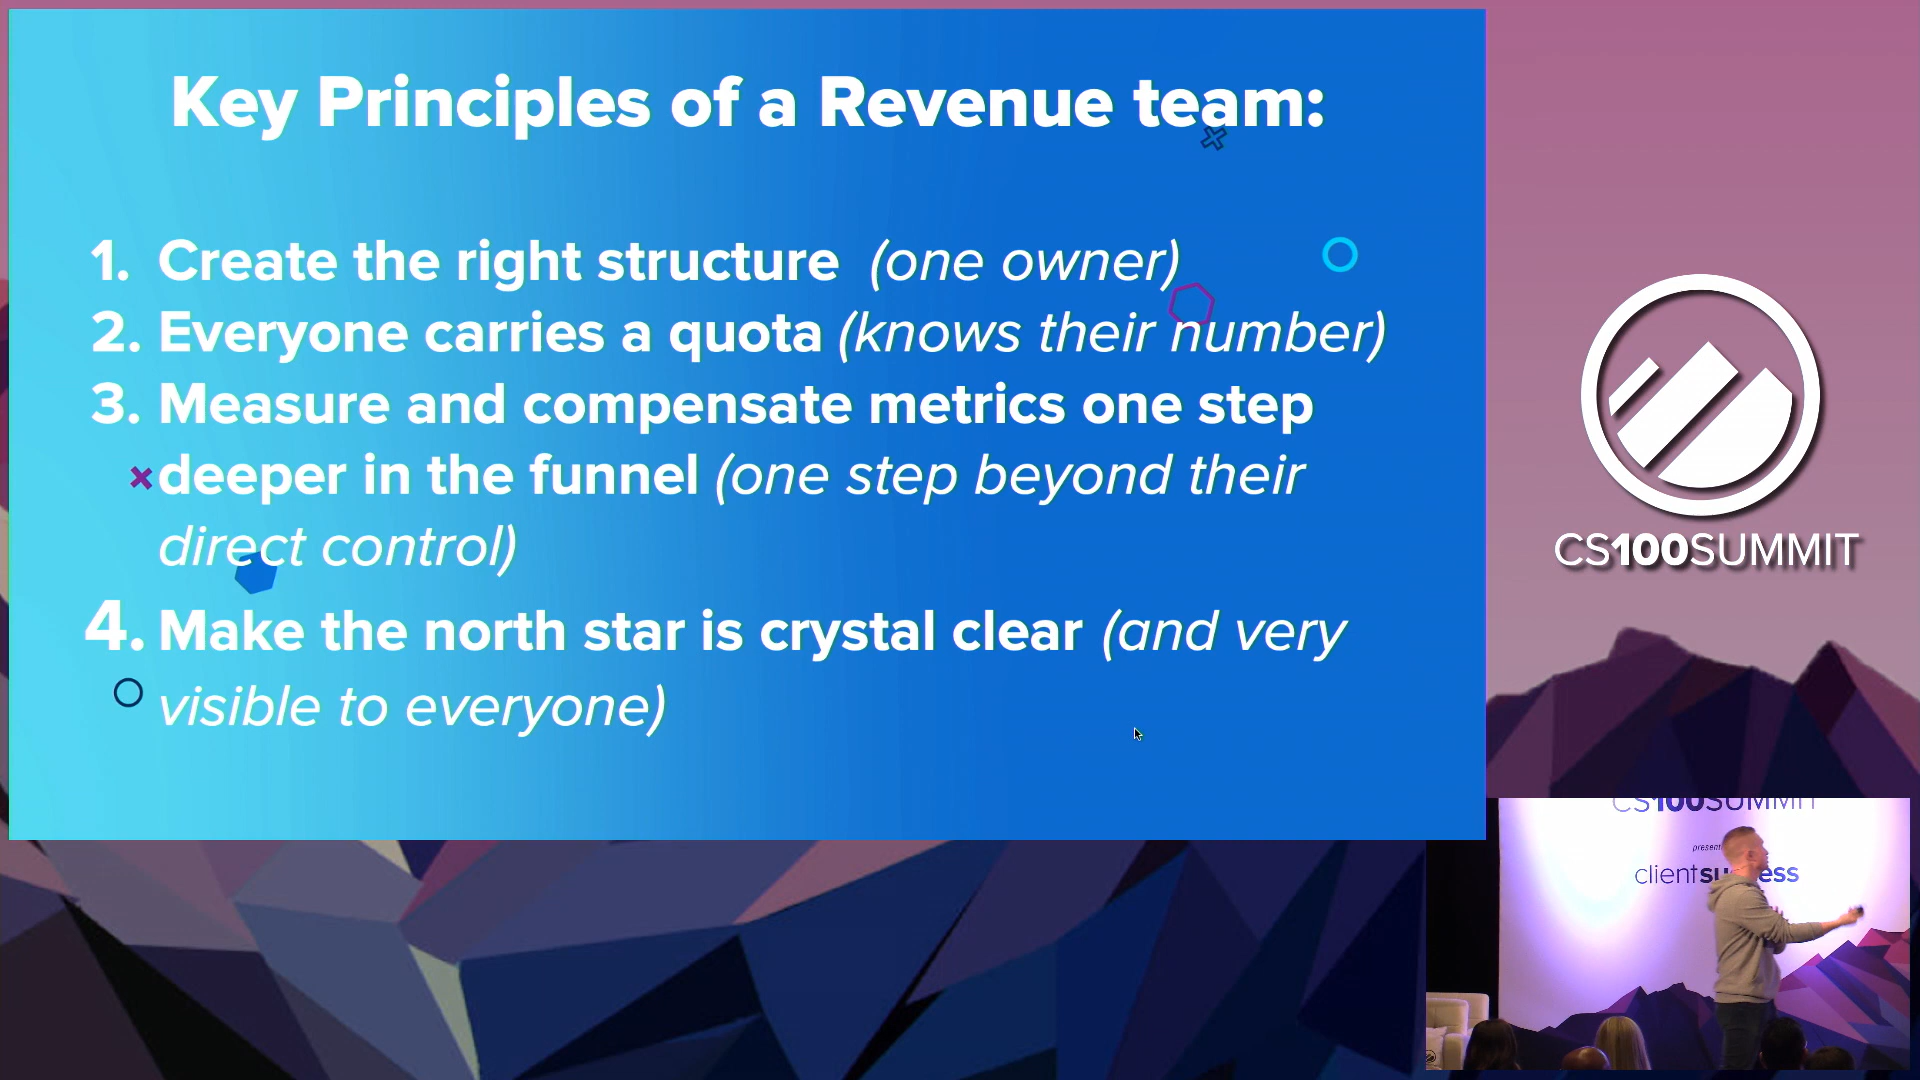 Key Principles of a Revenue team:
1. Create the right structure (one owner)
2. Everyone carries a quota (knows their number)
3. Measure and compensate metrics one step
deeper in the funnel (one step beyond their
direct control)
4. Make the north star is crystal clear (and very
visible to everyone)
CS100SUMMIT
CS100SUMMIT
present
clientsu ess